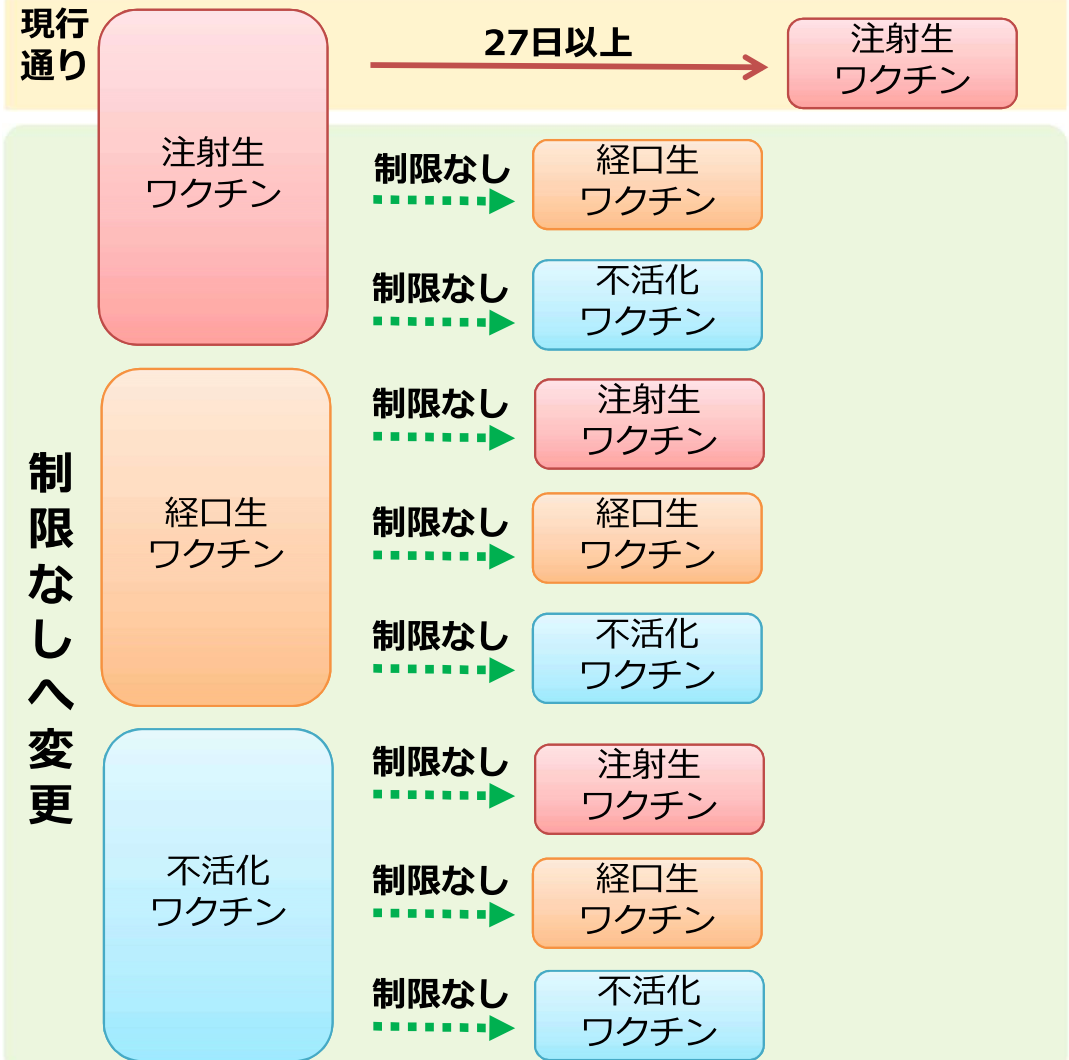 現行
通り
注射生
ワクチン
27日以上
注射生
ワクチン
制限なし
経口生
ワクチン
制限なし
不活化
ワクチン
制限なしへ変更
経口生
ワクチン
制限なし
注射生
ワクチン
制限なし
経口生
ワクチン
制限なし
不活化
ワクチン
不活化
ワクチン
制限なし
注射生
ワクチン
制限なし
経口生
ワクチン
制限なし
不活化
ワクチン